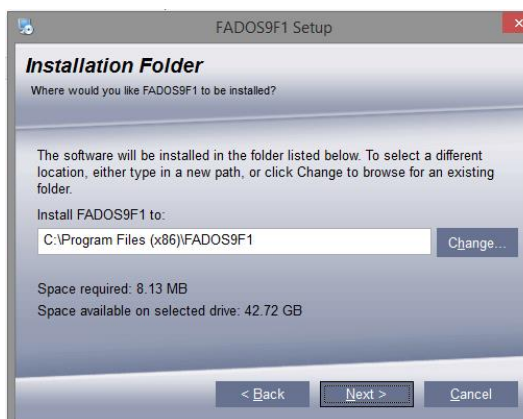 FADOS9F1 Setup
Installation Folder
Where would you like FADOS9F1 to be installed?
The software will be installed in the folder listed below. To select a different
location, either type in a new path, or click Change to browse for an existing
folder.
Install FADOS9F1 to:
C:\Program Files (x86)\FADOS9F1
Change...
Space required: 8.13 MB
Space available on selected drive: 42.72 GB
< Back
Next >
Cancel